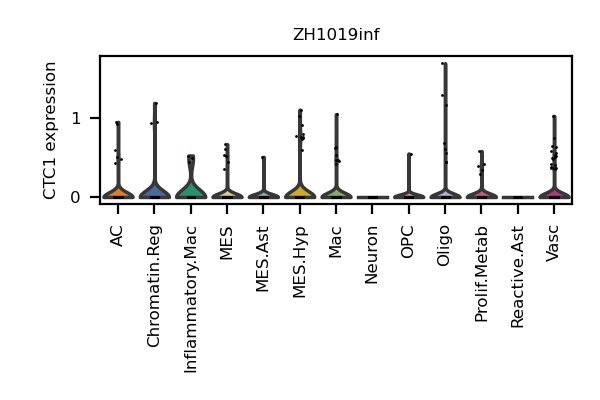 ZH1019inf
CTC1 expression
1
0
AC
Chromatin.Reg
Inflammatory.Mac
MES
MES.Ast
MES.Hyp
Mac
Neuron
OPC
Oligo
Prolif.Metab
Reactive.Ast
Vasc